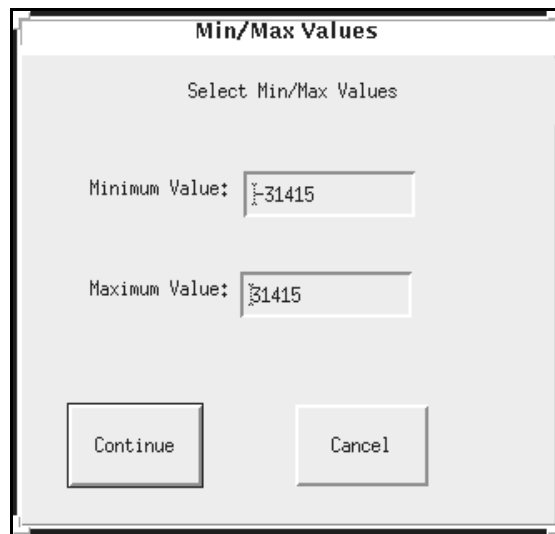 Min/Max Values
Select Min/Max Values
Minimum Value: -31415
Maximum Value: 31415
Continue Cancel